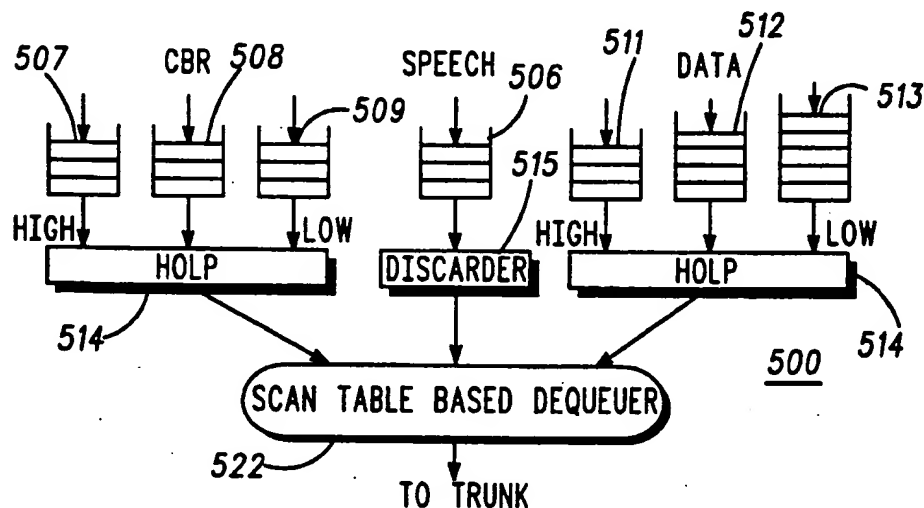 507
CBR
508
509
SPEECH
506
515
511
DATA
512
513
HIGH
LOW
HIGH
LOW
HOLP
DISCARDER
HOLP
514
514
500
SCAN TABLE BASED DEQUEUER
522
TO TRUNK